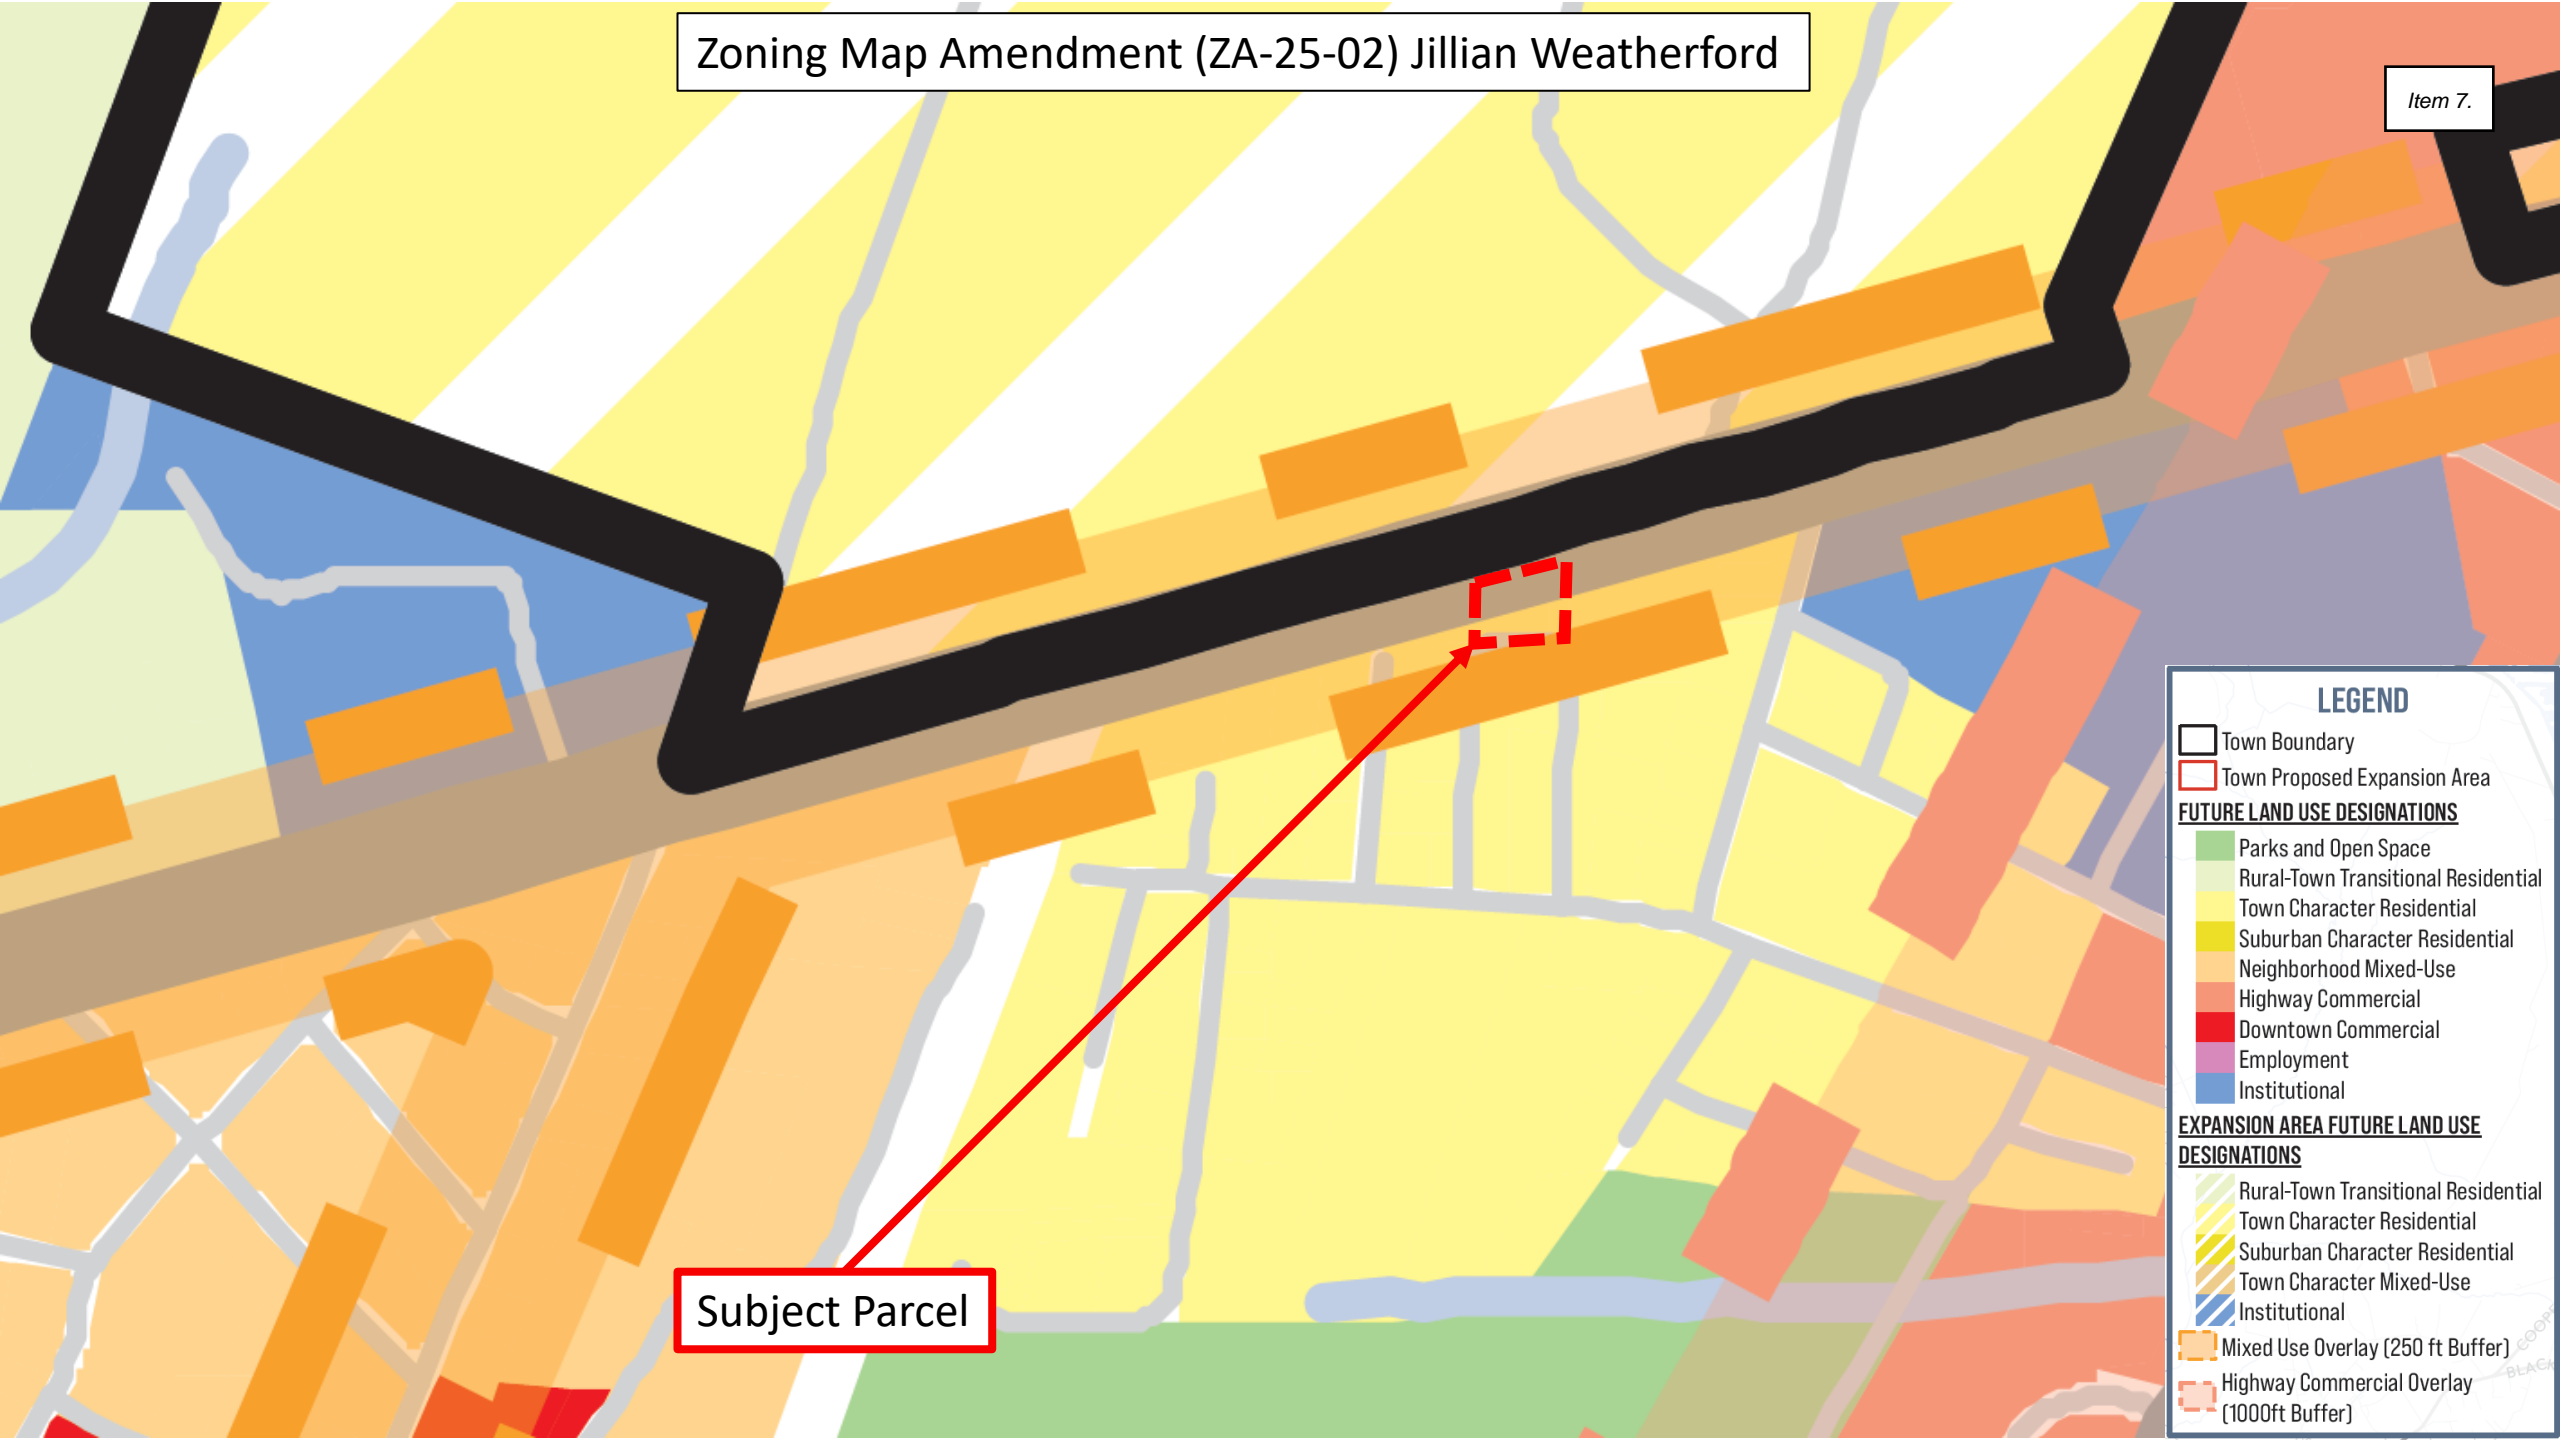 Zoning Map Amendment (ZA-25-02) Jillian Weatherford
Item 7.
LEGEND
Town Boundary
Town Proposed Expansion Area
FUTURE LAND USE DESIGNATIONS
Parks and Open Space
Rural-Town Transitional Residential
Town Character Residential
Suburban Character Residential
Neighborhood Mixed-Use
Highway Commercial
Downtown Commercial
Employment
Institutional
EXPANSION AREA FUTURE LAND USE
DESIGNATIONS
Rural-Town Transitional Residential
Town Character Residential
Suburban Character Residential
Town Character Mixed-Use
Institutional
Mixed Use Overlay (250 ft Buffer)
Highway Commercial Overlay
(1000ft Buffer)
Subject Parcel